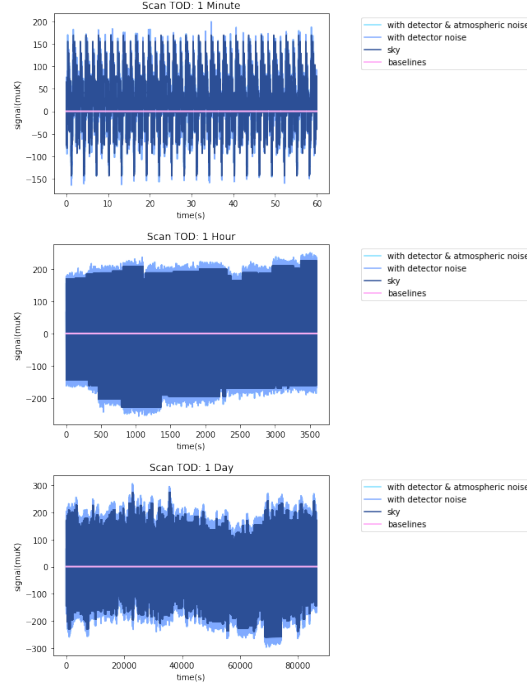 Scan TOD: 1 Minute
200
150
100
50
0
−50
−100
−150
signal(muK)
0 10 20 30 40 50 60
time(s)
with detector & atmospheric noise
with detector noise
sky
baselines
Scan TOD: 1 Hour
200
100
0
−100
−200
signal(muK)
0 500 1000 1500 2000 2500 3000 3500
time(s)
with detector & atmospheric noise
with detector noise
sky
baselines
Scan TOD: 1 Day
300
200
100
0
−100
−200
−300
signal(muK)
0 20000 40000 60000 80000
time(s)
with detector & atmospheric noise
with detector noise
sky
baselines